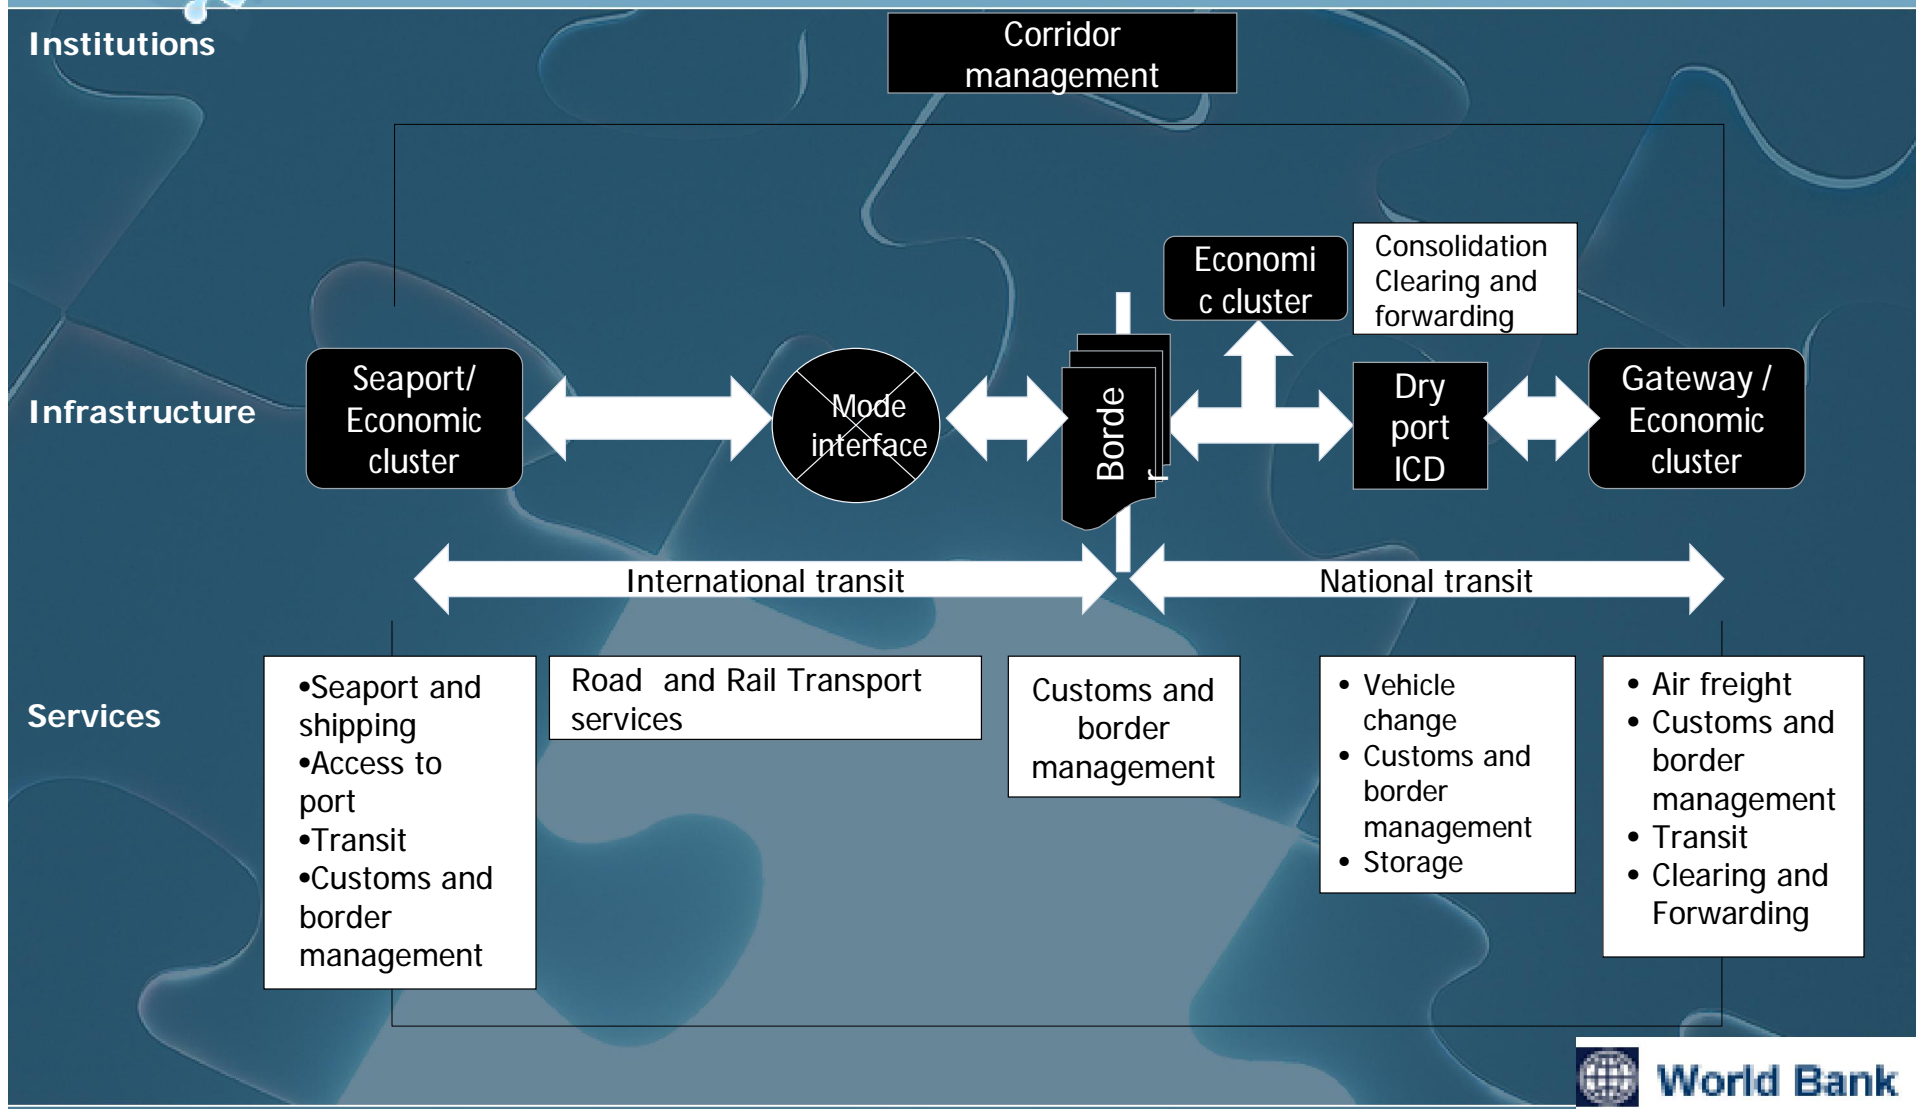 Institutions
Corridor
management
Economi
c cluster
Consolidation
Clearing and
forwarding
Infrastructure
Seaport/
Economic
cluster
Mode
interface
Borde
r
Dry
port
ICD
Gateway /
Economic
cluster
International transit
National transit
Services
•Seaport and
shipping
•Access to
port
•Transit
•Customs and
border
management
Road and Rail Transport
services
Customs and
border
management
• Vehicle
change
• Customs and
border
management
• Storage
• Air freight
• Customs and
border
management
• Transit
• Clearing and
Forwarding
World Bank